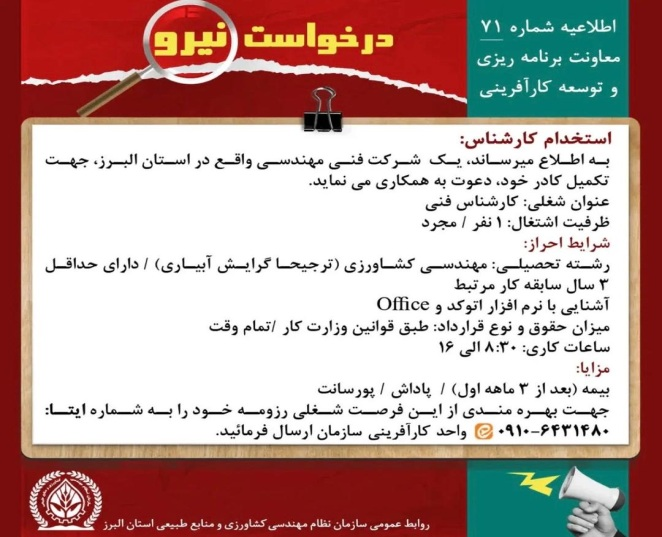 اطلاعیه شماره ۷۱
معاونت برنامه ریزی
و توسعه کارآفرینی
درخواست نیرو
استخدام کارشناس:
به اطلاع میرساند، یک شرکت فنی مهندسی واقع در استان البرز، جهت
تکمیل کادر خود، دعوت به همکاری می نماید.
عنوان شغلی: کارشناس فنی
ظرفیت اشتغال: ۱ نفر / مجرد
شرایط احراز:
رشته تحصیلی: مهندسی کشاورزی (ترجیحا گرایش آبیاری) / دارای حداقل
۳ سال سابقه کار مرتبط
آشنایی با نرم افزار اتوکد و Office
میزان حقوق و نوع قرارداد: طبق قوانین وزارت کار /تمام وقت
ساعات کاری: ۸:۳۰ الی ۱۶
مزایا:
بیمه (بعد از ۳ ماهه اول) / پاداش / پورسانت
جهت بهره مندی از این فرصت شغلی رزومه خود را به شماره ایتا:
۰۹۱۰-۶۴۳۱۴۸۰ واحد کارآفرینی سازمان ارسال فرمائید.
روابط عمومی سازمان نظام مهندسی کشاورزی و منابع طبیعی استان البرز